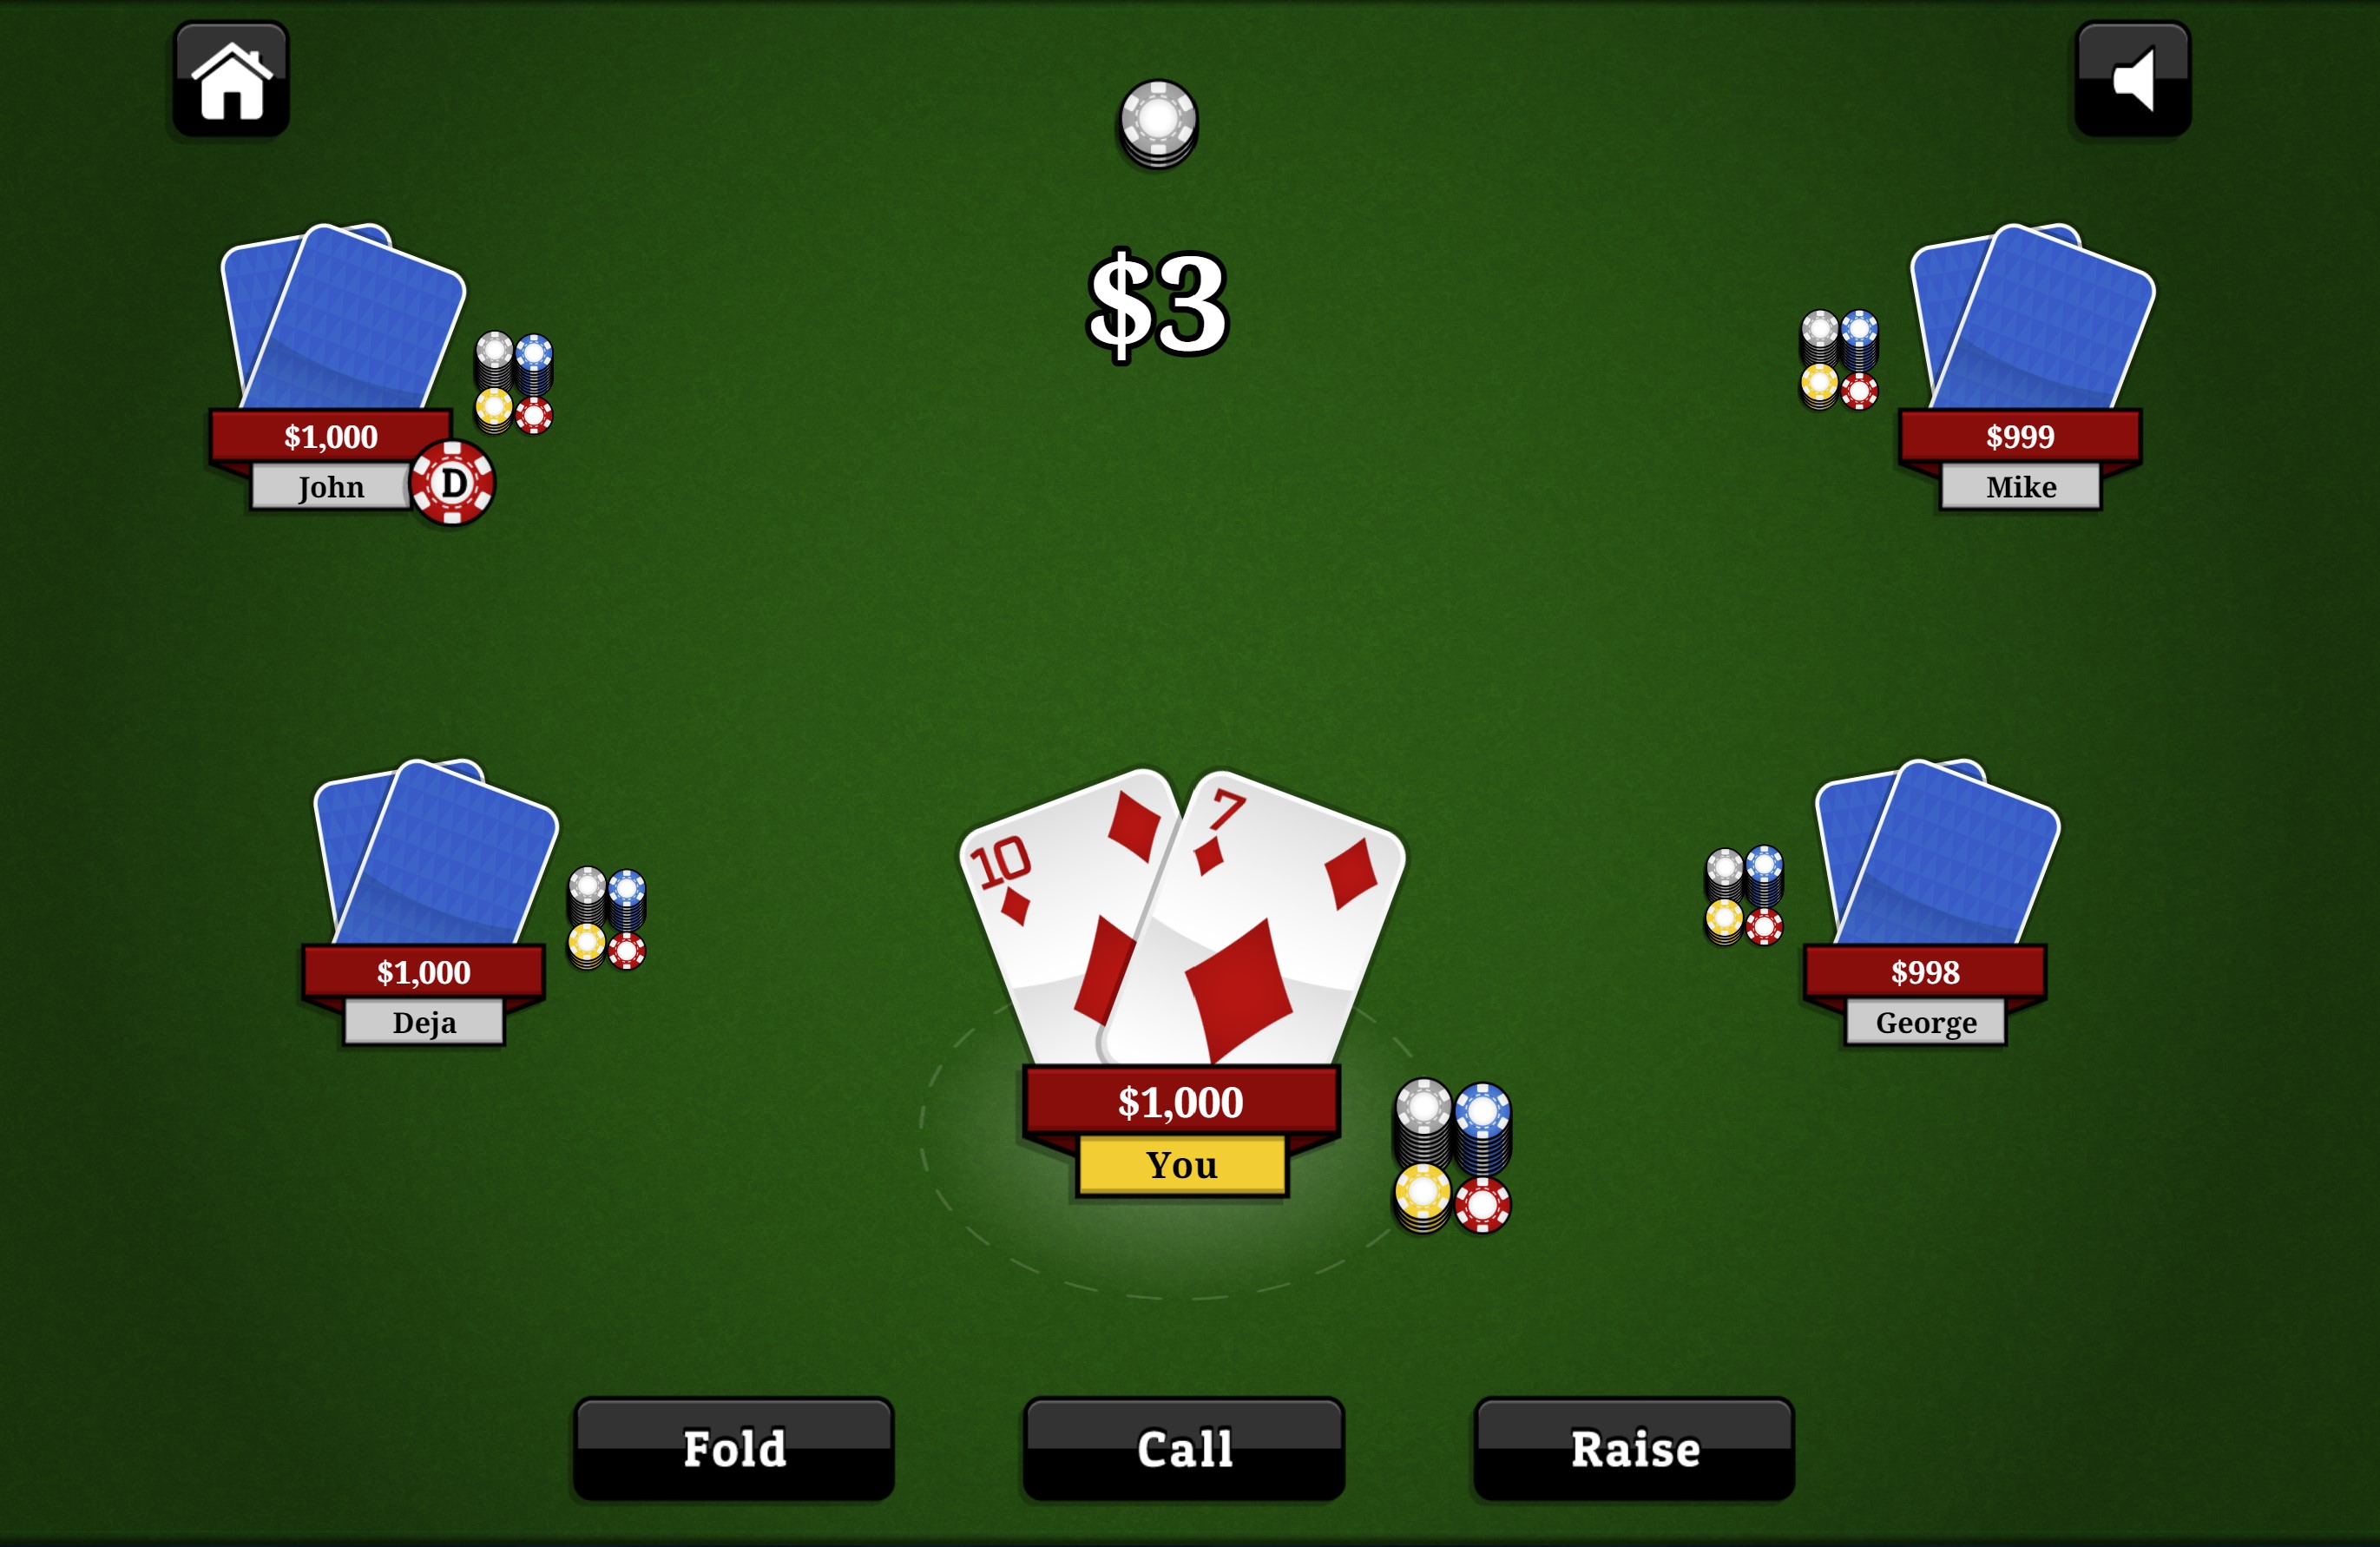 $3
$1,000
John
D
$999
Mike
10
7
$1,000
Deja
$998
George
$1,000
You
Fold
Call
Raise